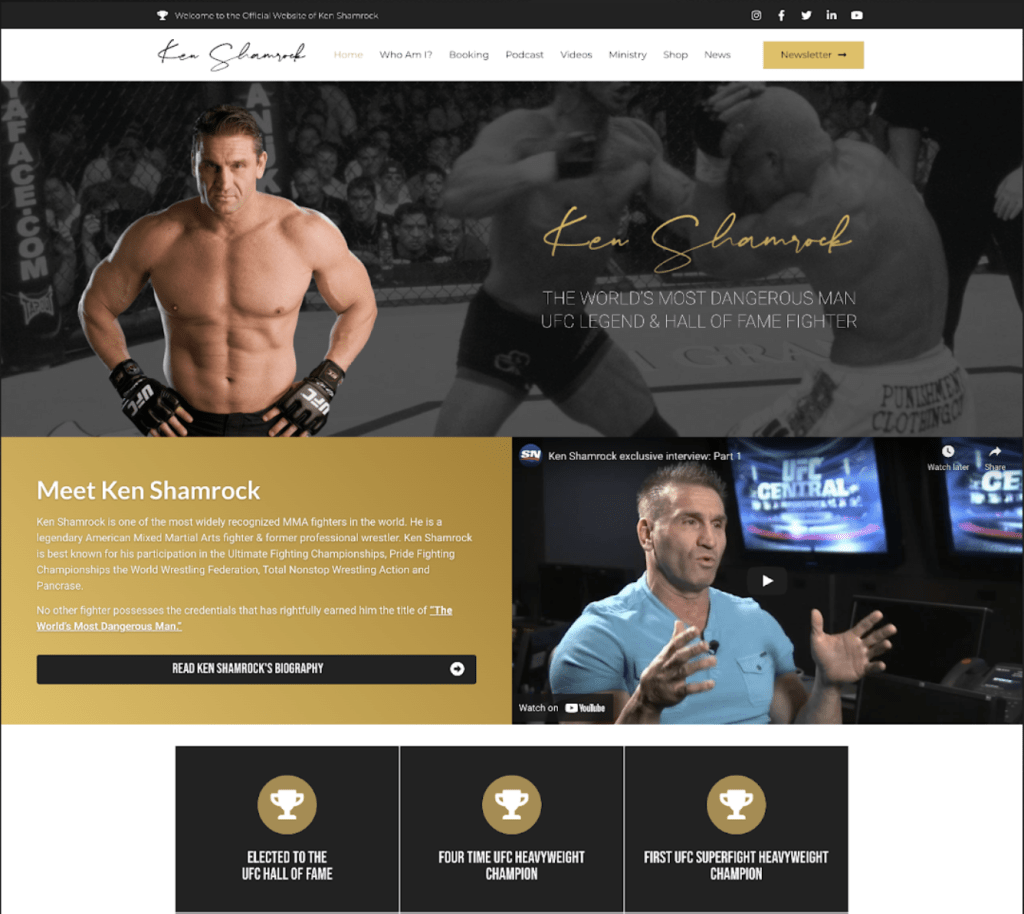 Welcome to the Official Website of Ken Shamrock
Ken Shamrock
Home Who Am I? Booking Podcast Videos Ministry Shop News
Newsletter
AFACE.COM
TAPOUT
Ken Shamrock
THE WORLD'S MOST DANGEROUS MAN
UFC LEGEND & HALL OF FAME FIGHTER
UFC
UFC
PUNISHMENT
CLOTHING.CO
Meet Ken Shamrock
Ken Shamrock is one of the most widely recognized MMA fighters in the world. He is a
legendary American Mixed Martial Arts fighter & former professional wrestler. Ken Shamrock
is best known for his participation in the Ultimate Fighting Championships, Pride Fighting
Championships the World Wrestling Federation, Total Nonstop Wrestling Action and
Pancrase.
No other fighter possesses the credentials that has rightfully earned him the title of "The
World's Most Dangerous Man."
READ KEN SHAMROCK'S BIOGRAPHY
SN
Ken Shamrock exclusive interview: Part 1
Watch later
Share
UFC
CENTRAL
Watch on YouTube
ELECTED TO THE
UFC HALL OF FAME
FOUR TIME UFC HEAVYWEIGHT
CHAMPION
FIRST UFC SUPERFIGHT HEAVYWEIGHT
CHAMPION